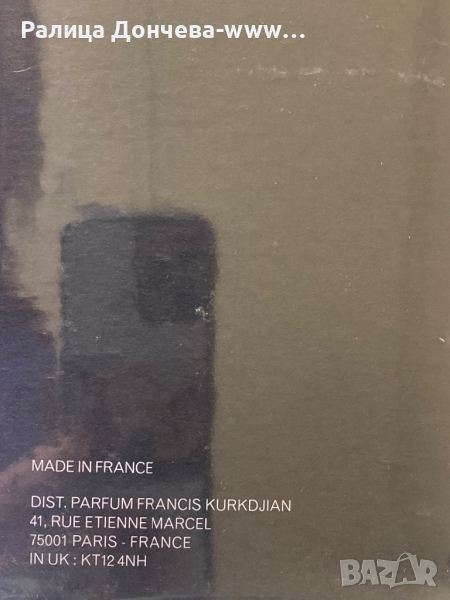 Ралица Дончева-www...
MADE IN FRANCE
DIST. PARFUM FRANCIS KURKDJIAN
41, RUE ETIENNE MARCEL
75001 PARIS - FRANCE
IN UK : KT12 4NH
BAZAR